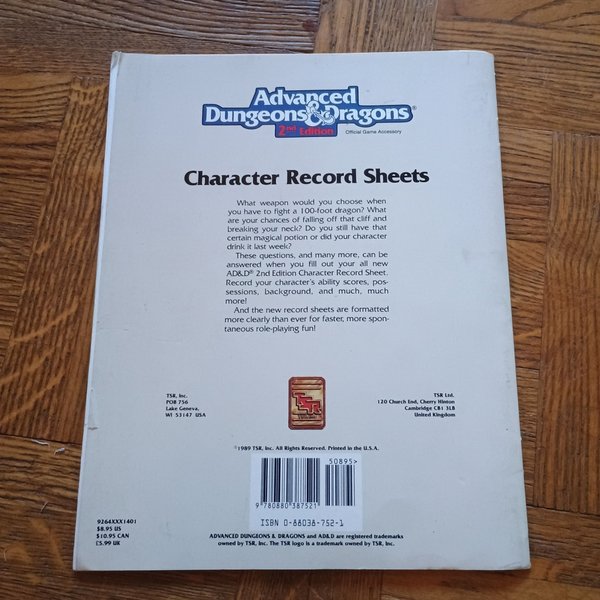 Advanced
Dungeons & Dragons®
2nd Edition
Official Game Accessory
Character Record Sheets
What weapon would you choose when
you have to fight a 100-foot dragon? What
are your chances of falling off that cliff and
breaking your neck? Do you still have that
certain magical potion or did your character
drink it last week?
These questions, and many more, can be
answered when you fill out your all new
AD&D® 2nd Edition Character Record Sheet.
Record your character's ability scores, pos-
sessions, background, and much, much
more!
And the new record sheets are formatted
more clearly than ever for faster, more spon-
taneous role-playing fun!
TSR, Inc.
POB 756
Lake Geneva,
WI 53147 USA
TSR
TSR Ltd.
120 Church End, Cherry Hinton
Cambridge CB1 3LB
United Kingdom
©1989 TSR, Inc. All Rights Reserved. Printed in the U.S.A.
50895>
9 780880 387521
ISBN 0-88038-752-1
9264XXX1401
$8.95 US
$10.95 CAN
£5.99 UK
ADVANCED DUNGEONS & DRAGONS and AD&D are registered trademarks
owned by TSR, Inc. The TSR logo is a trademark owned by TSR, Inc.